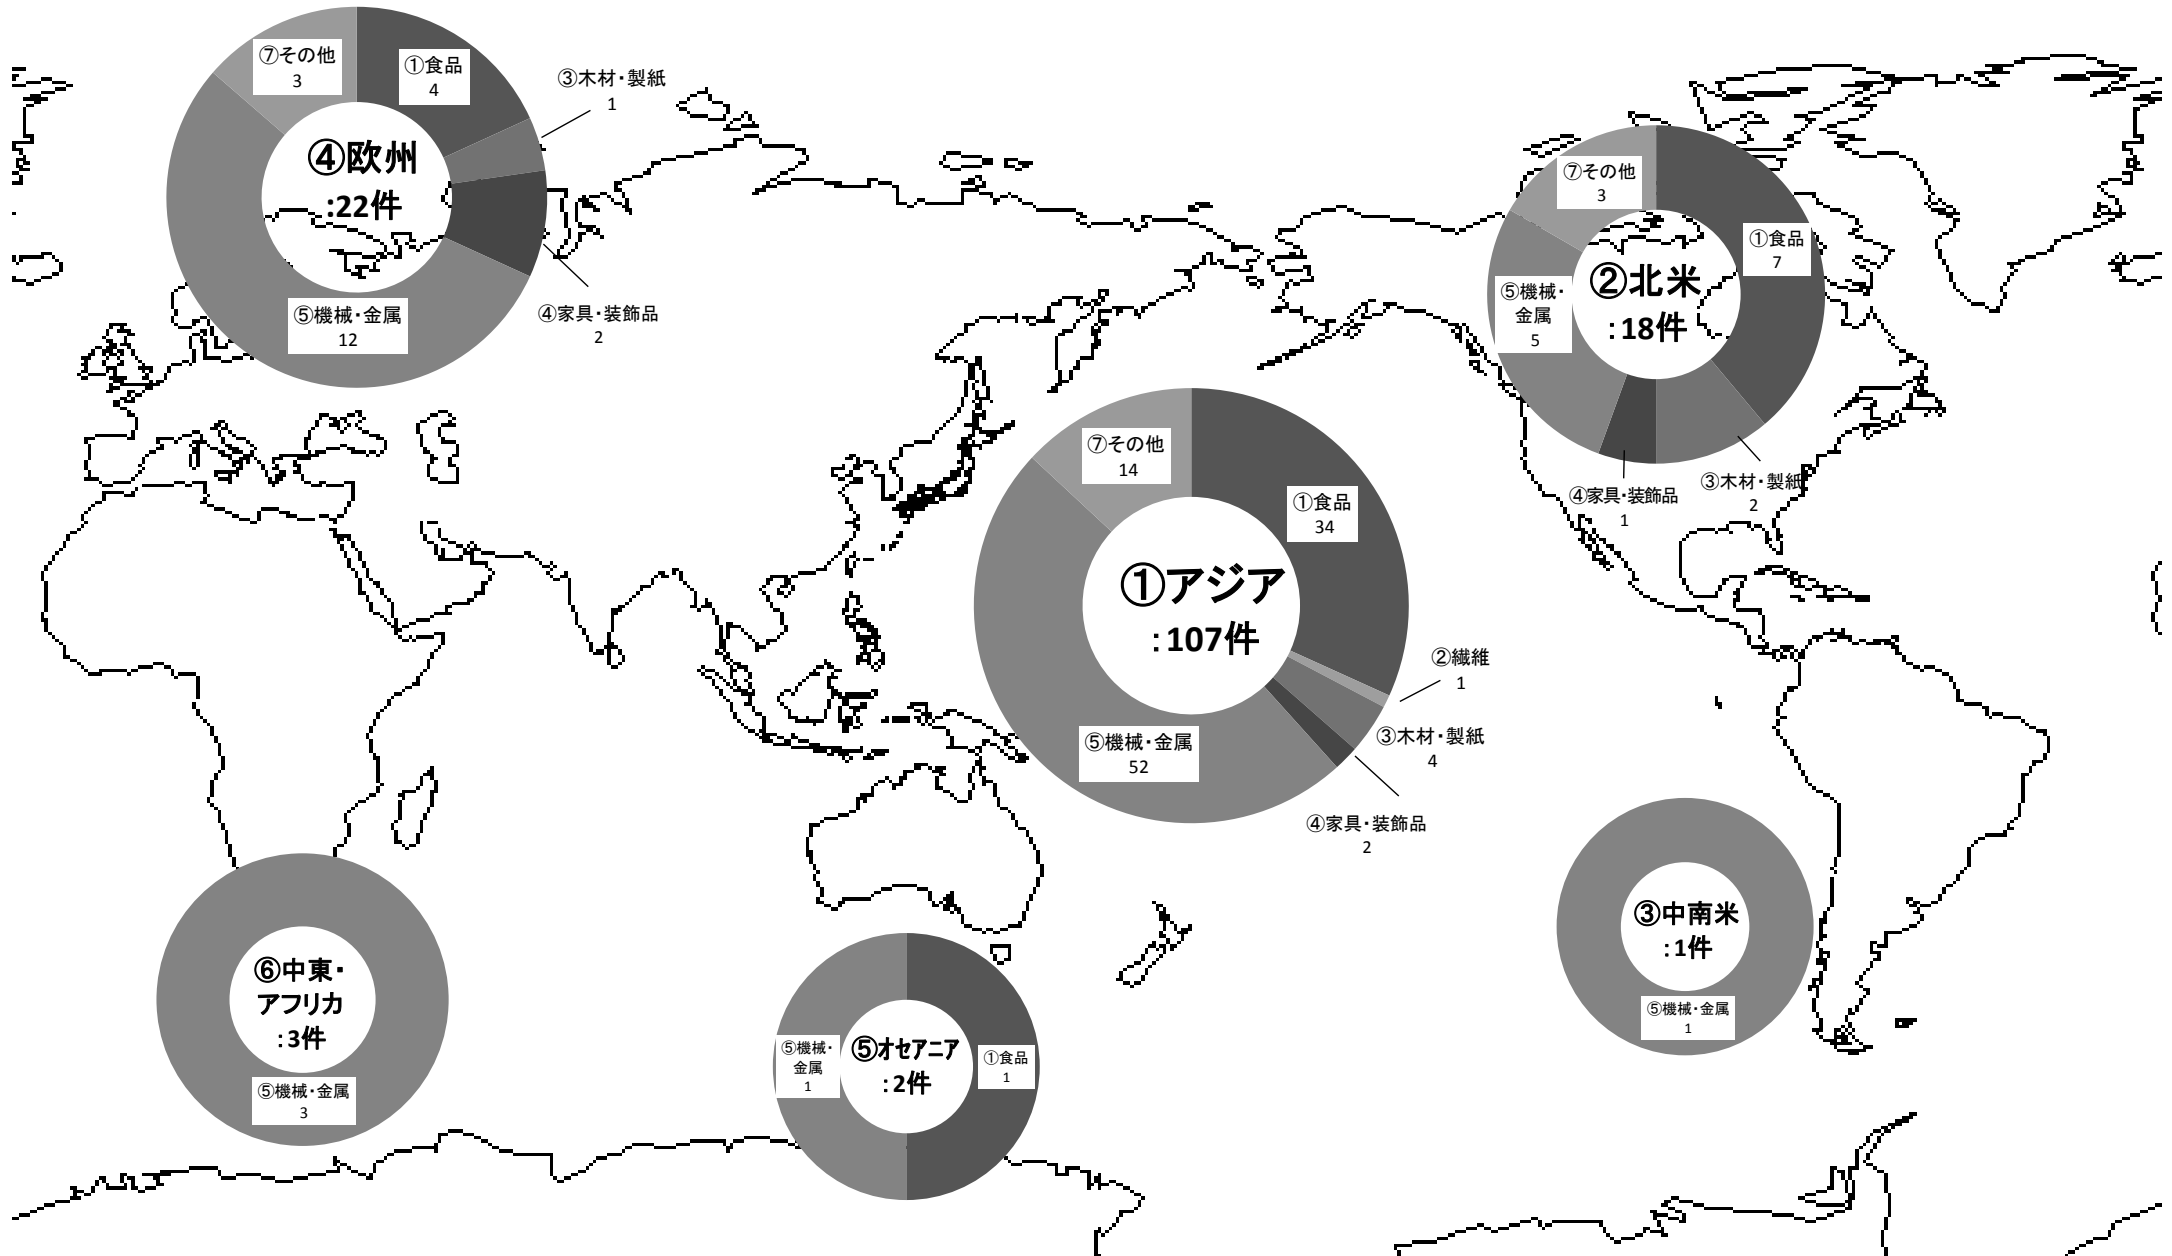 ⑦その他
3
①食品
4
③木材・製紙
1
④欧州
:22件
⑤機械・金属
12
④家具・装飾品
2
⑦その他
3
①食品
7
⑤機械・
金属
5
②北米
:18件
④家具・装飾品
1
③木材・製紙
2
⑦その他
14
①食品
34
①アジア
:107件
②繊維
1
③木材・製紙
4
⑤機械・金属
52
④家具・装飾品
2
③中南米
:1件
⑤機械・金属
1
⑥中東・
アフリカ
:3件
⑤機械・金属
3
⑤機械・
金属
1
⑤オセアニア
:2件
①食品
1